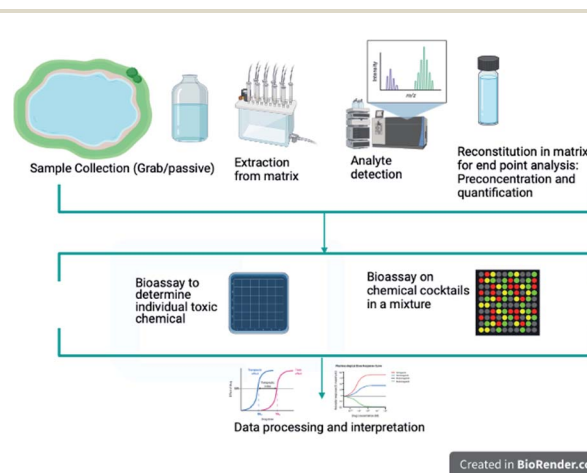 Intensity
m/z
Sample Collection (Grab/passive)
Extraction
from matrix
Analyte
detection
Reconstitution in matrix
for end point analysis:
Preconcentration and
quantification
Bioassay to
determine
individual toxic
chemical
Bioassay on
chemical cocktails
in a mixture
Data processing and interpretation
Created in BioRender.co